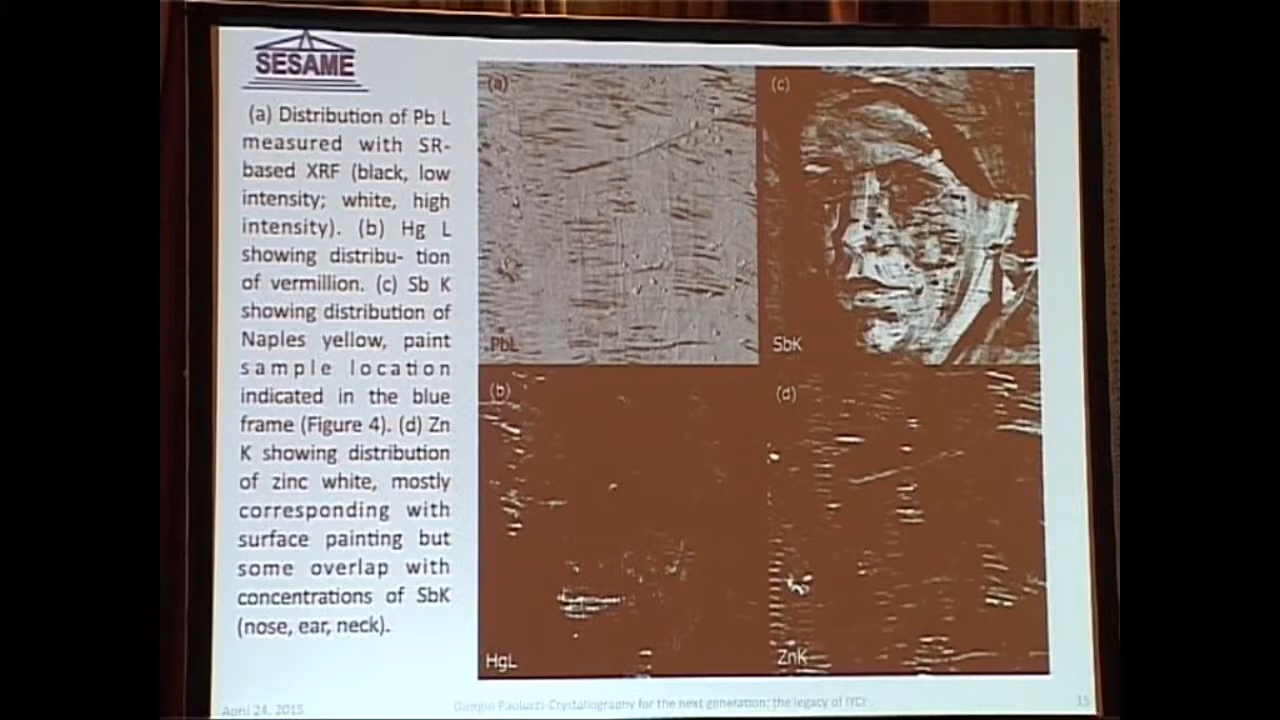 SESAME
(a) Distribution of Pb L
measured with SR-
based XRF (black, low
intensity; white, high
intensity). (b) Hg L
showing distribu- tion
of vermillion. (c) Sb K
showing distribution of
Naples yellow, paint
sample location
indicated in the blue
frame (Figure 4). (d) Zn
K showing distribution
of zinc white, mostly
corresponding with
surface painting but
some overlap with
concentrations of SbK
(nose, ear, neck).
(a)
PbL
(c)
SbK
(b)
HgL
(d)
ZnK
April 24, 2015
Giorgio Paolucci-Crystallography for the next generation: the legacy of IYCr
15